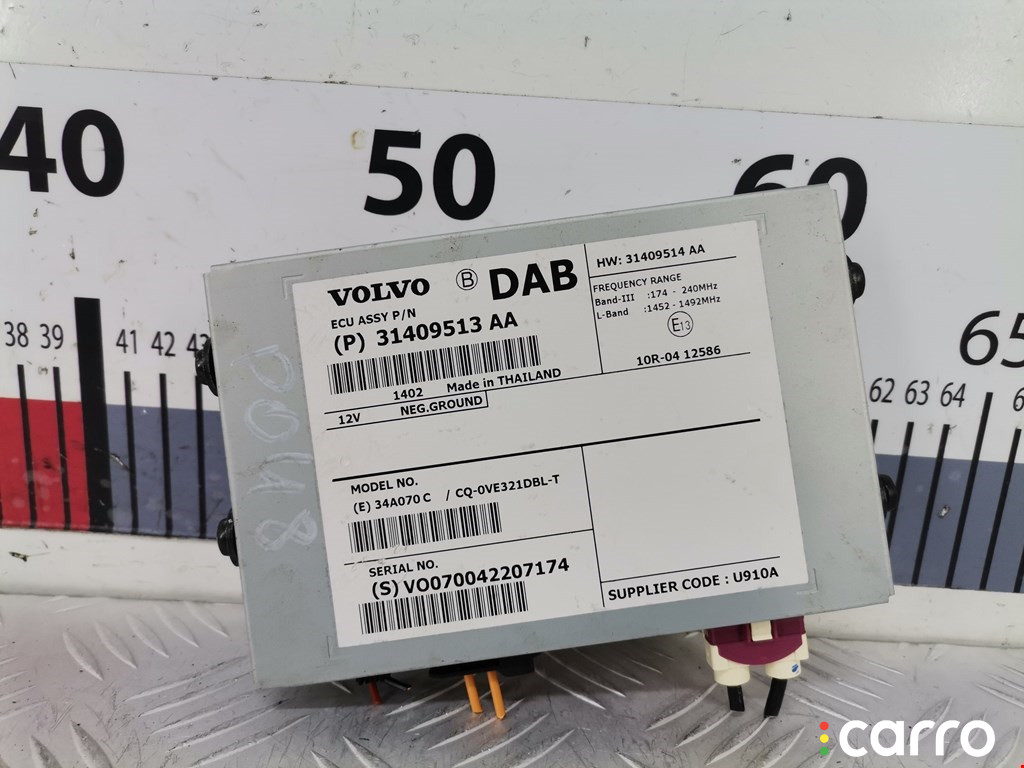 40 50 60
38 39 41 42 43
62 63 64 65
VOLVO B DAB
ECU ASSY P/N
(P) 31409513 AA
1402 Made in THAILAND
12V NEG.GROUND
HW: 31409514 AA
FREQUENCY RANGE
Band-III :174 - 240MHz
L-Band :1452 - 1492MHz
E13
10R-04 12586
MODEL NO.
(E) 34A070 C / CQ-0VE321DBL-T
SERIAL NO.
(S) VO070042207174
SUPPLIER CODE : U910A
carro